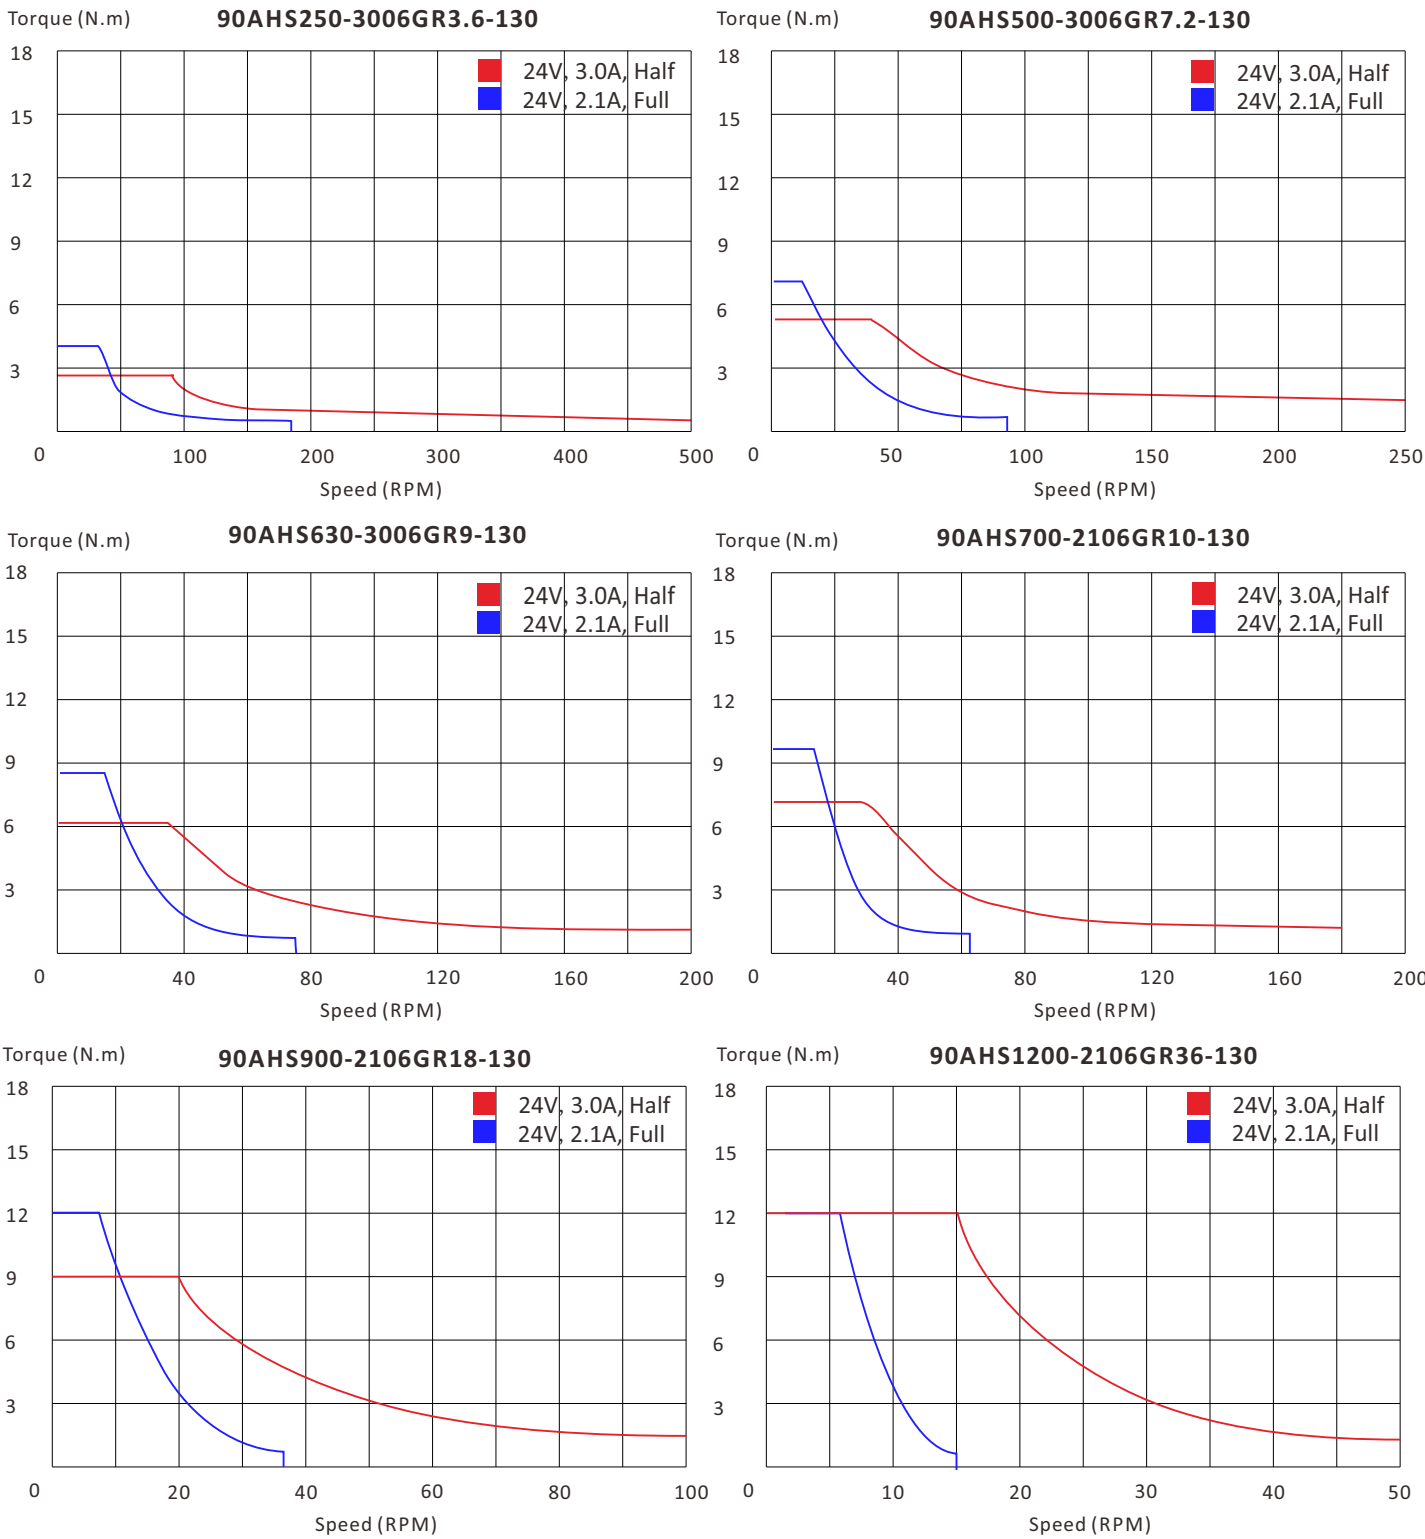 Torque (N.m)
90AHS250-3006GR3.6-130
18
15
12
9
6
3
0
24V, 3.0A, Half
24V, 2.1A, Full
100
200
300
400
500
Speed (RPM)
Torque (N.m)
90AHS500-3006GR7.2-130
18
15
12
9
6
3
0
24V, 3.0A, Half
24V, 2.1A, Full
50
100
150
200
250
Speed (RPM)
Torque (N.m)
90AHS630-3006GR9-130
18
15
12
9
6
3
0
24V, 3.0A, Half
24V, 2.1A, Full
40
80
120
160
200
Speed (RPM)
Torque (N.m)
90AHS700-2106GR10-130
18
15
12
9
6
3
0
24V, 3.0A, Half
24V, 2.1A, Full
40
80
120
160
200
Speed (RPM)
Torque (N.m)
90AHS900-2106GR18-130
18
15
12
9
6
3
0
24V, 3.0A, Half
24V, 2.1A, Full
20
40
60
80
100
Speed (RPM)
Torque (N.m)
90AHS1200-2106GR36-130
18
15
12
9
6
3
0
24V, 3.0A, Half
24V, 2.1A, Full
10
20
30
40
50
Speed (RPM)